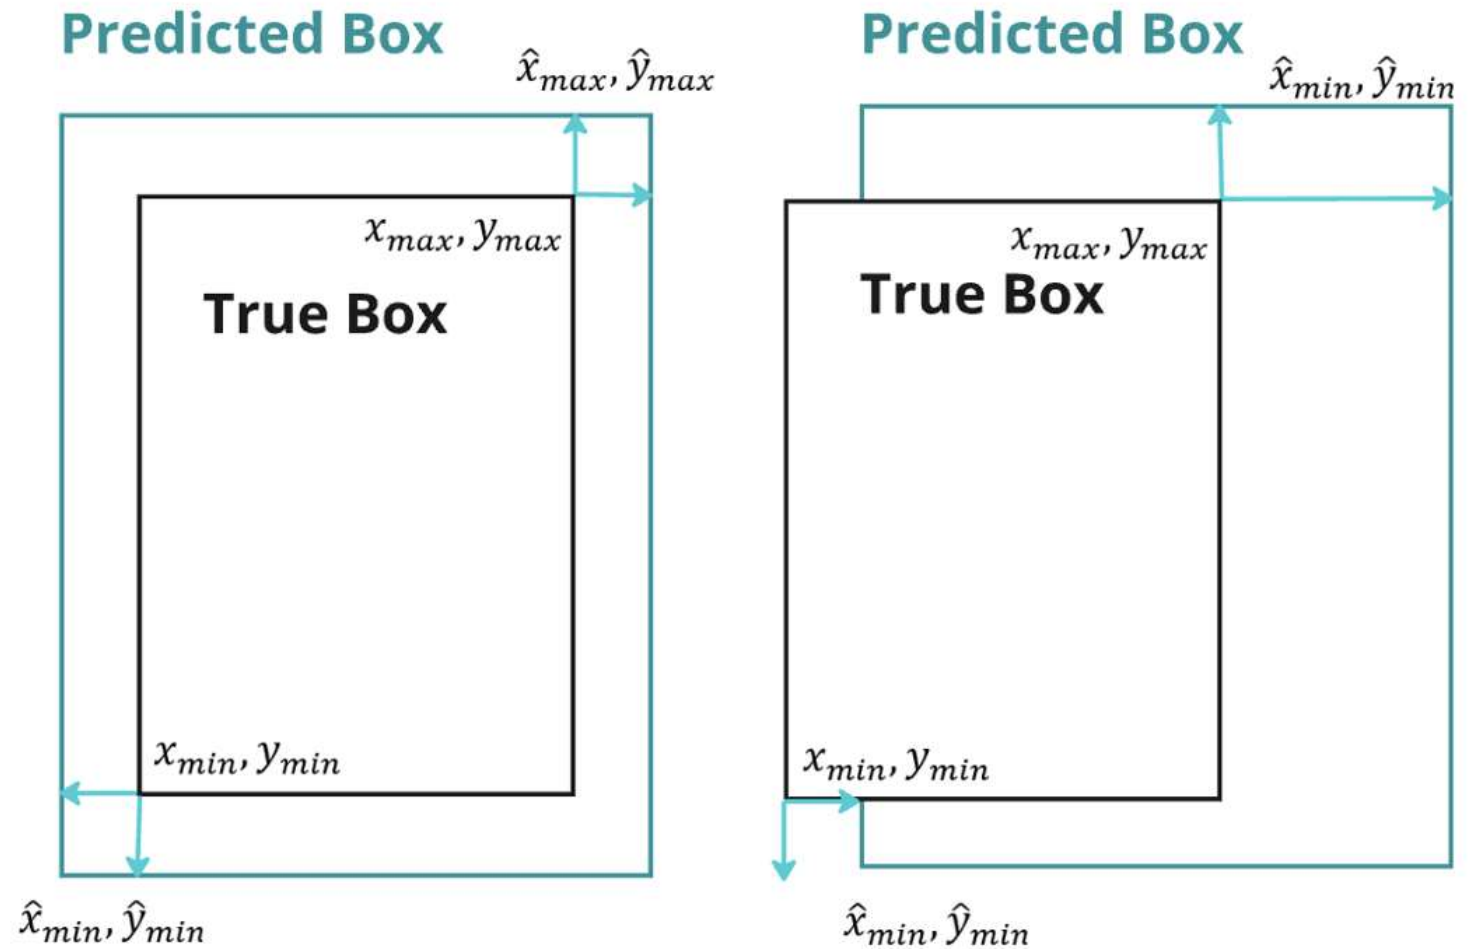 Predicted Box
x̂max, ŷmax
xmax, ymax
True Box
xmin, ymin
x̂min, ŷmin
Predicted Box
x̂min, ŷmin
xmax, ymax
True Box
xmin, ymin
x̂min, ŷmin